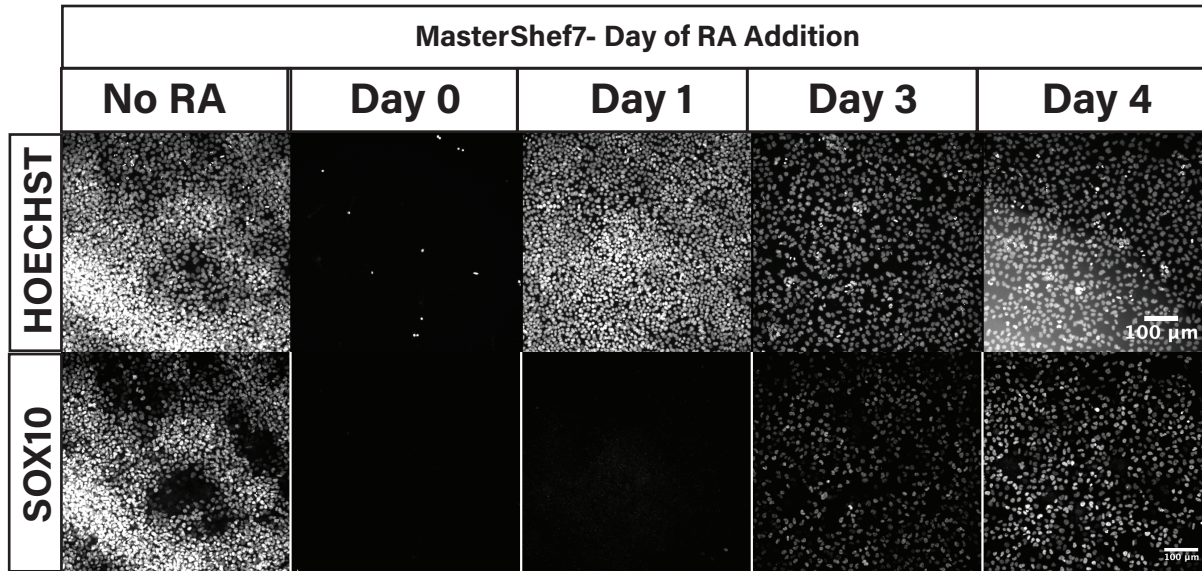 MasterShef7- Day of RA Addition
No RA
Day 0
Day 1
Day 3
Day 4
HOECHST
100 μm
SOX10
100 μm